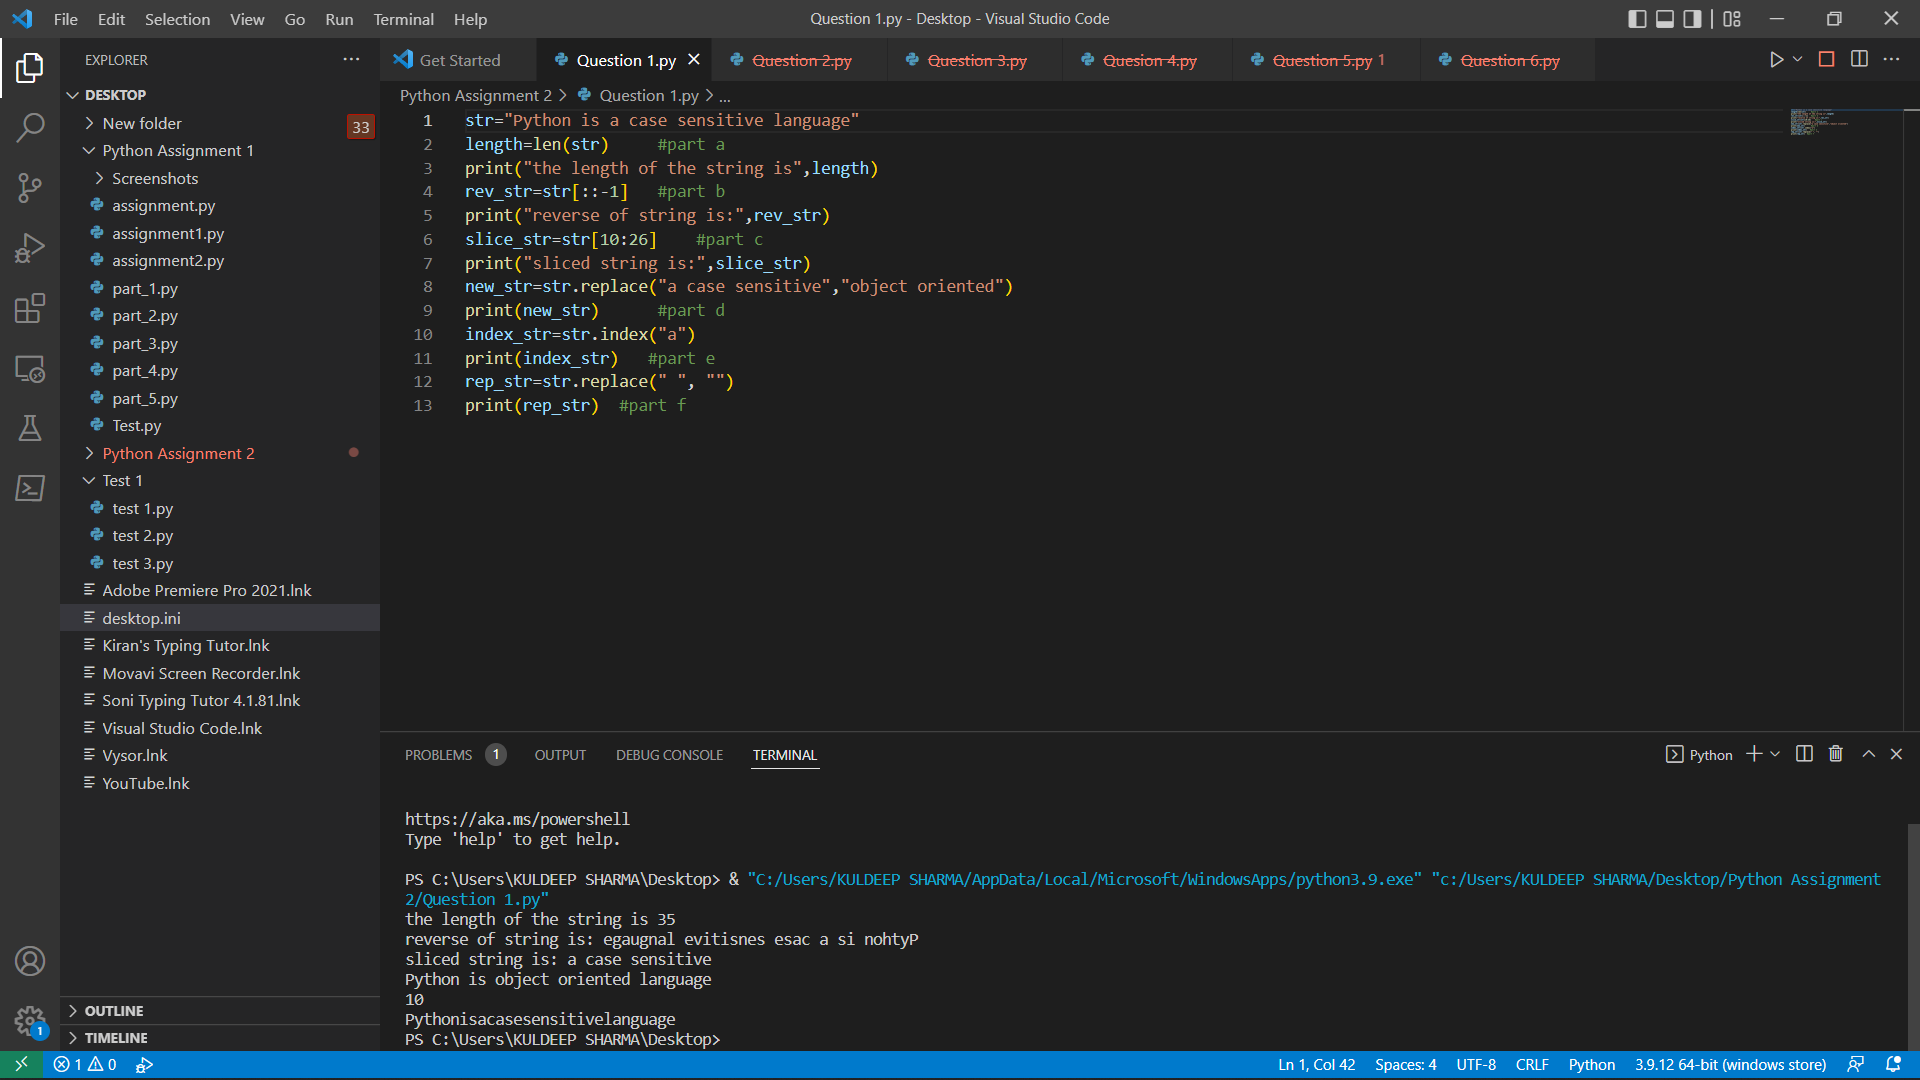 File Edit Selection View Go Run Terminal Help
Question 1.py - Desktop - Visual Studio Code
EXPLORER
Get Started
Question 1.py
Question 2.py
Question 3.py
Quesion 4.py
Question 5.py 1
Question 6.py
DESKTOP
New folder
33
Python Assignment 1
Screenshots
assignment.py
assignment1.py
assignment2.py
part_1.py
part_2.py
part_3.py
part_4.py
part_5.py
Test.py
Python Assignment 2
Test 1
test 1.py
test 2.py
test 3.py
Adobe Premiere Pro 2021.lnk
desktop.ini
Kiran's Typing Tutor.lnk
Movavi Screen Recorder.lnk
Soni Typing Tutor 4.1.81.lnk
Visual Studio Code.lnk
Vysor.lnk
YouTube.lnk
OUTLINE
TIMELINE
Python Assignment 2 > Question 1.py > ...
1 str="Python is a case sensitive language"
2 length=len(str)     #part a
3 print("the length of the string is",length)
4 rev_str=str[::-1]   #part b
5 print("reverse of string is:",rev_str)
6 slice_str=str[10:26]    #part c
7 print("sliced string is:",slice_str)
8 new_str=str.replace("a case sensitive","object oriented")
9 print(new_str)      #part d
10 index_str=str.index("a")
11 print(index_str)   #part e
12 rep_str=str.replace(" ", "")
13 print(rep_str)  #part f
PROBLEMS 1 OUTPUT DEBUG CONSOLE TERMINAL
Python
https://aka.ms/powershell
Type 'help' to get help.
PS C:\Users\KULDEEP SHARMA\Desktop> & "C:/Users/KULDEEP SHARMA/AppData/Local/Microsoft/WindowsApps/python3.9.exe" "c:/Users/KULDEEP SHARMA/Desktop/Python Assignment
2/Question 1.py"
the length of the string is 35
reverse of string is: egaugnal evitisnes esac a si nohtyP
sliced string is: a case sensitive
Python is object oriented language
10
Pythonisacasesensitivelanguage
PS C:\Users\KULDEEP SHARMA\Desktop>
1
1 0
Ln 1, Col 42 Spaces: 4 UTF-8 CRLF Python 3.9.12 64-bit (windows store)